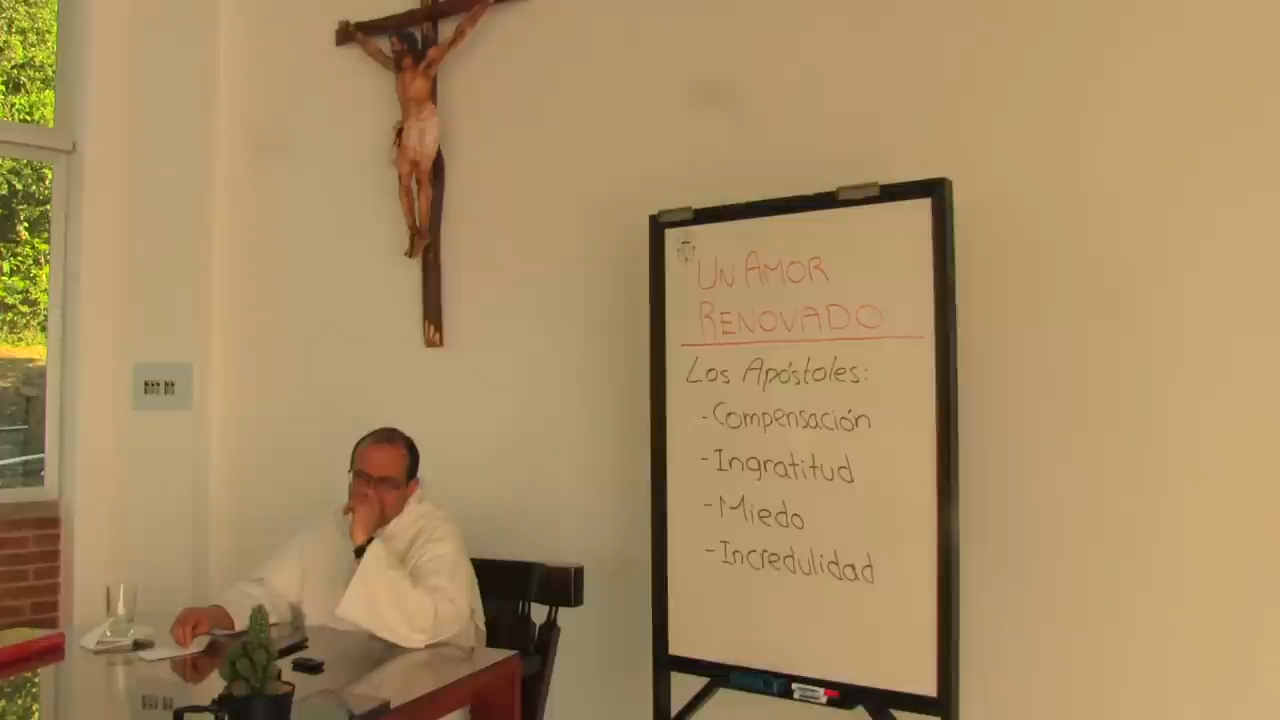 UN AMOR
RENOVADO
Los Apóstoles:
-Compensación
-Ingratitud
-Miedo
-Incredulidad